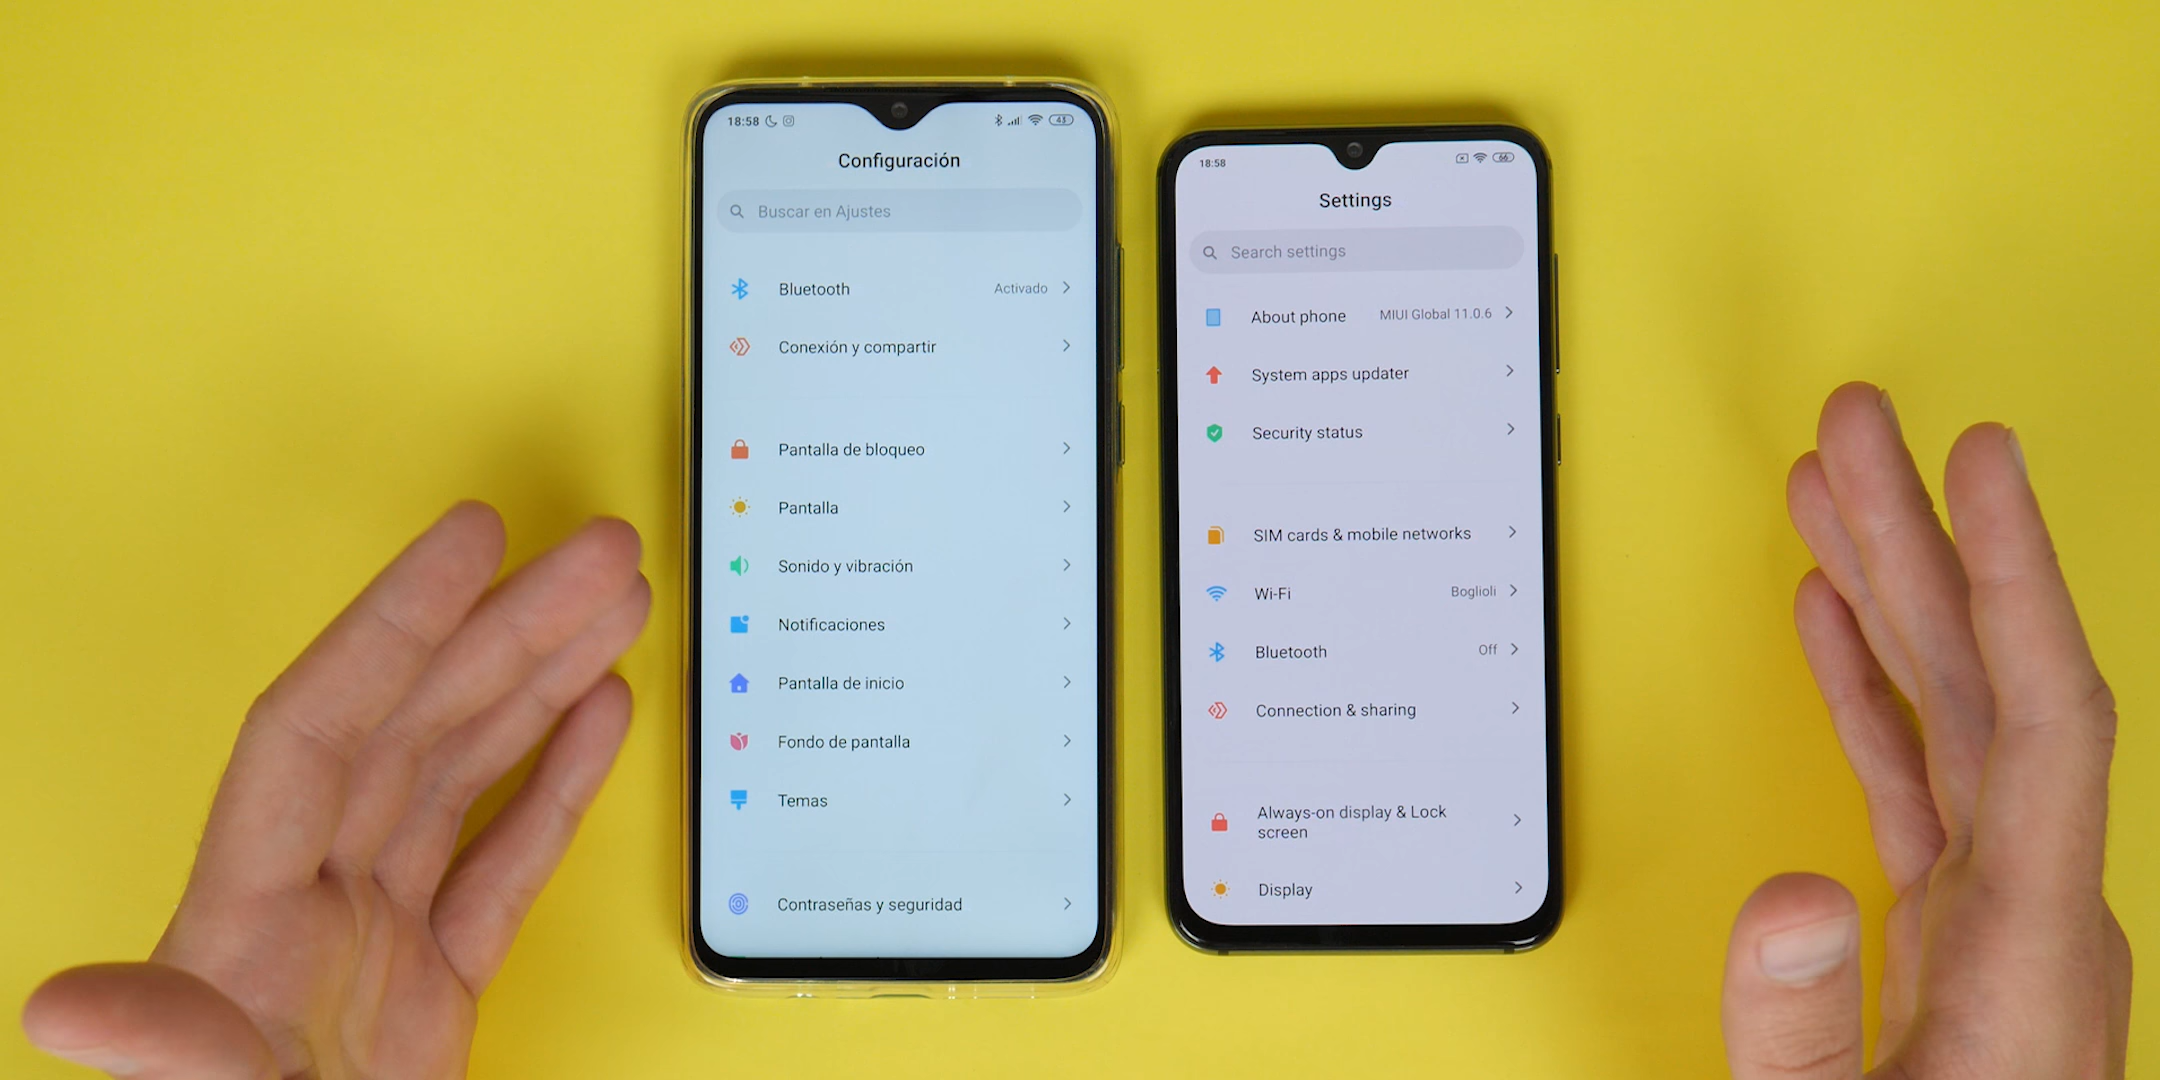 18:58
43
Configuración
Buscar en Ajustes
Bluetooth Activado
Conexión y compartir
Pantalla de bloqueo
Pantalla
Sonido y vibración
Notificaciones
Pantalla de inicio
Fondo de pantalla
Temas
Contraseñas y seguridad
18:58
66
Settings
Search settings
About phone MIUI Global 11.0.6
System apps updater
Security status
SIM cards & mobile networks
Wi-Fi Boglioli
Bluetooth Off
Connection & sharing
Always-on display & Lock
screen
Display